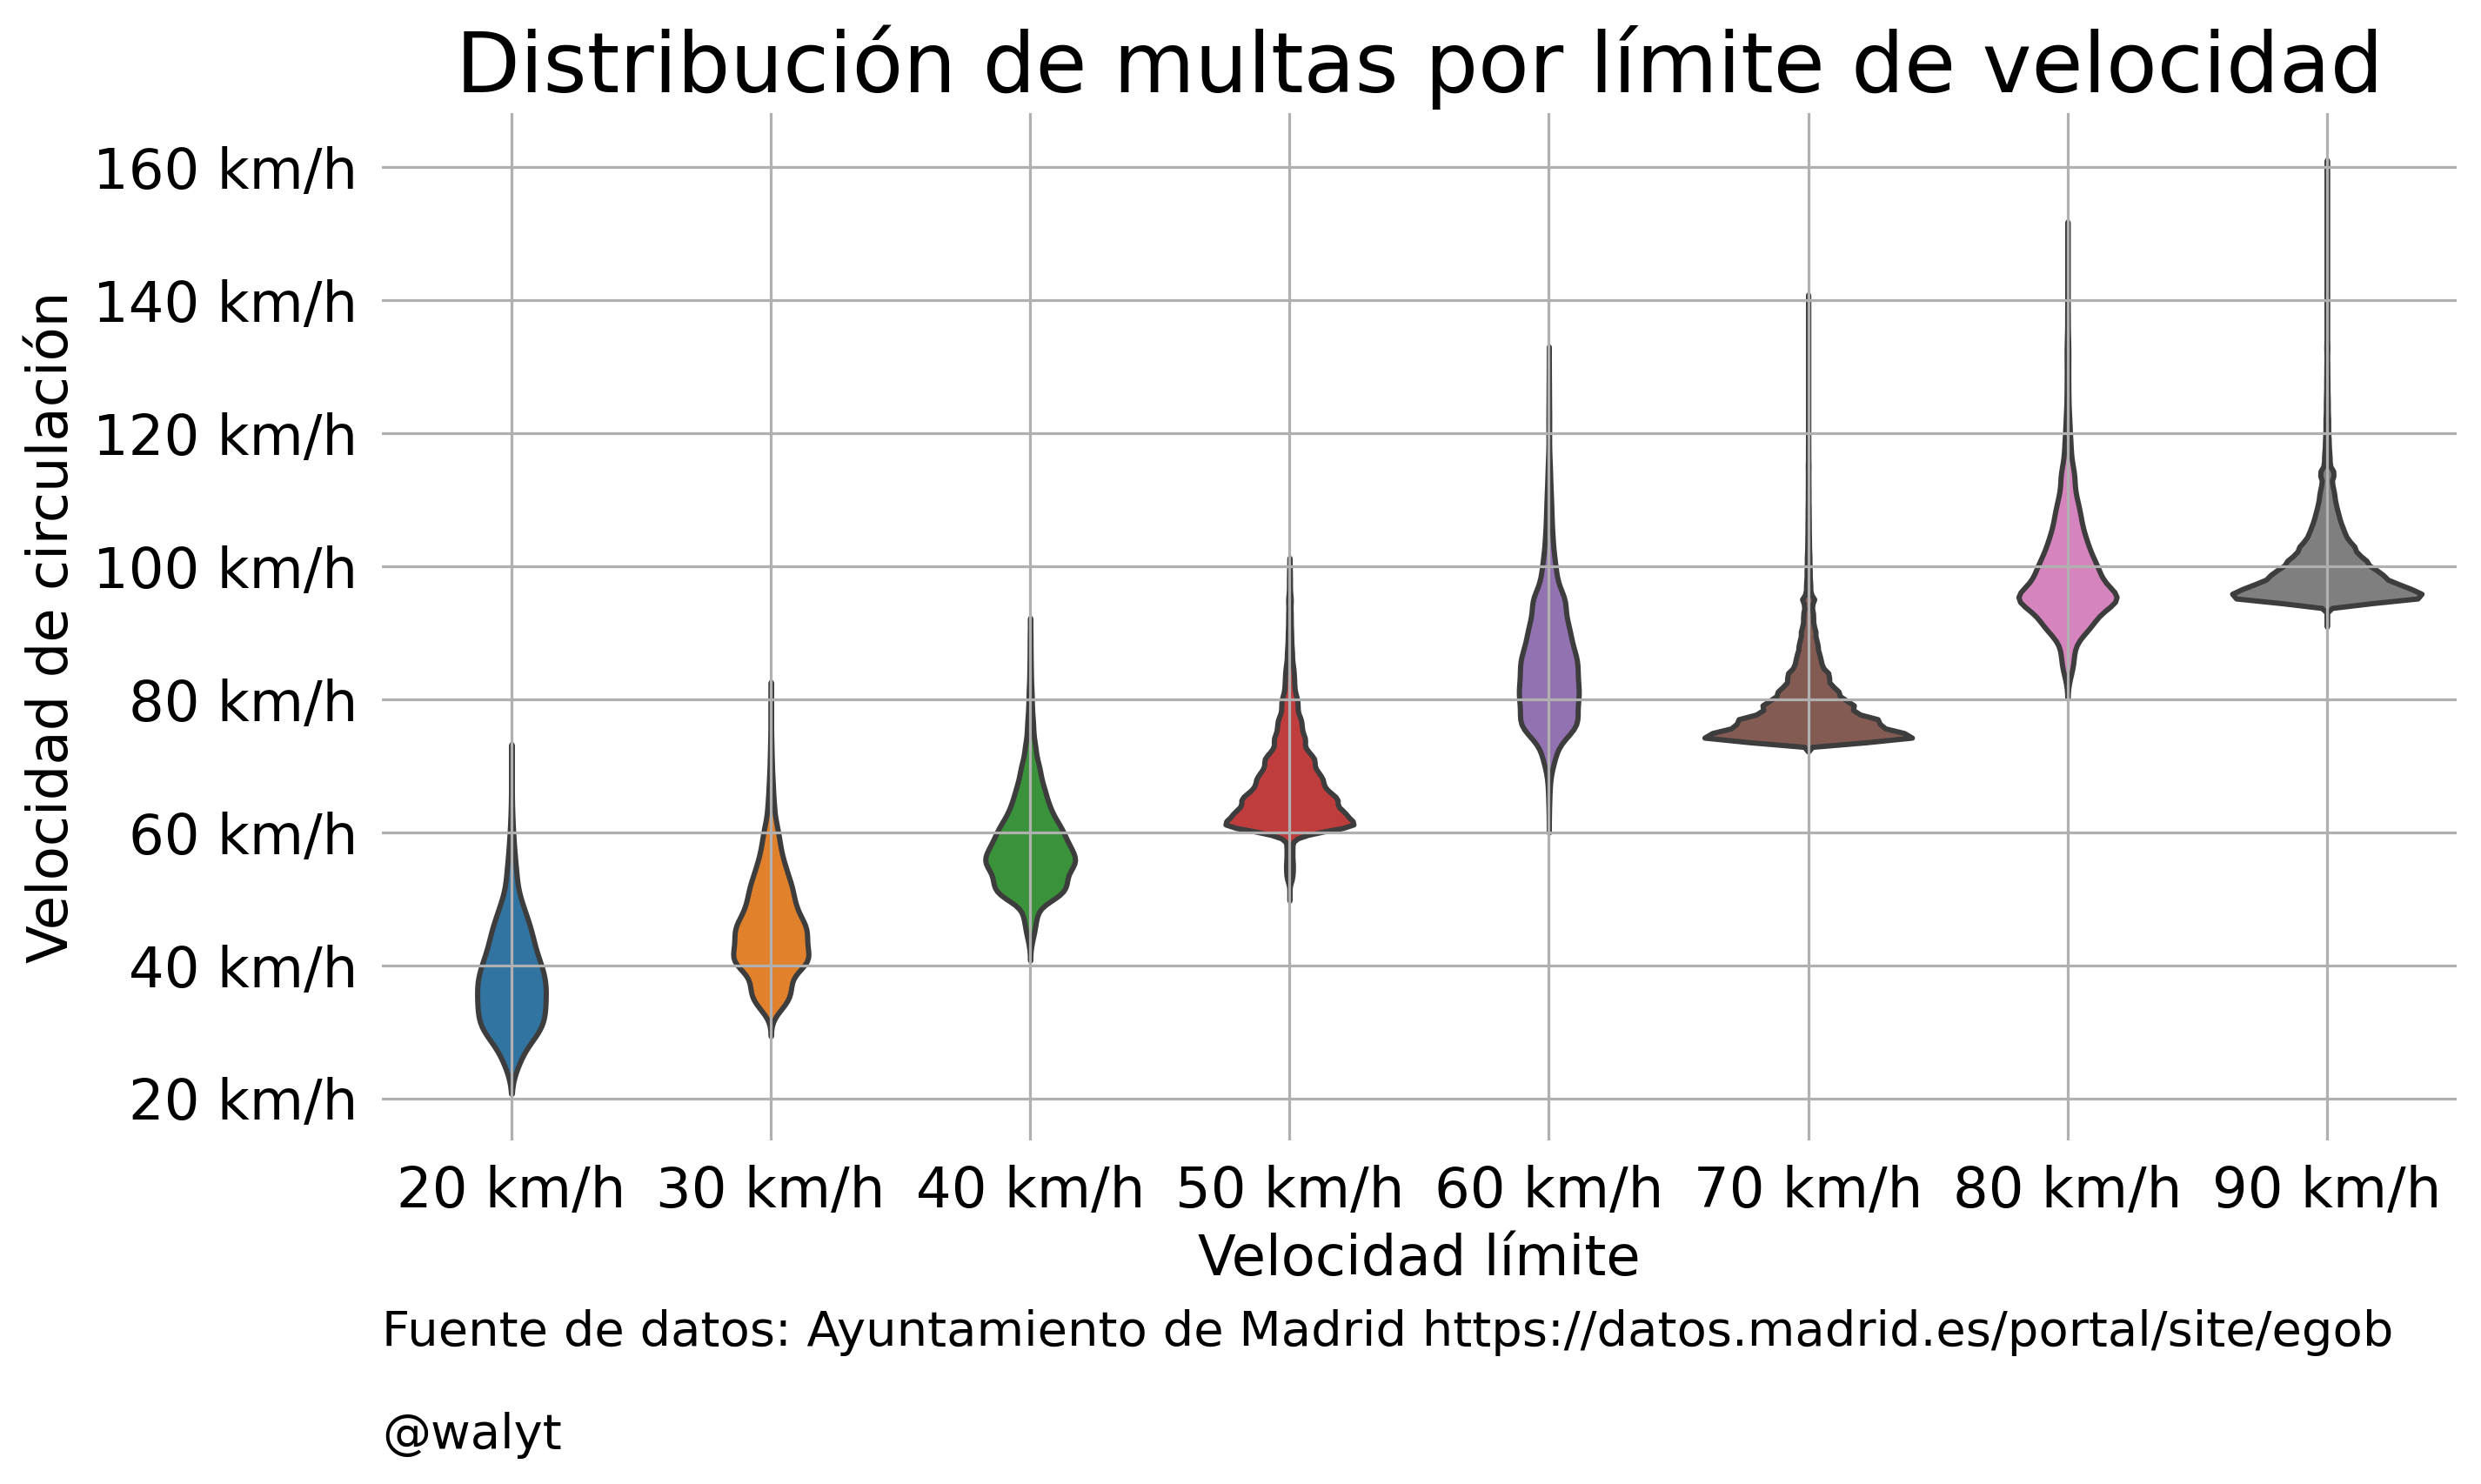 Distribución de multas por límite de velocidad
Velocidad de circulación
160 km/h
140 km/h
120 km/h
100 km/h
80 km/h
60 km/h
40 km/h
20 km/h
20 km/h 30 km/h 40 km/h 50 km/h 60 km/h 70 km/h 80 km/h 90 km/h
Velocidad límite
Fuente de datos: Ayuntamiento de Madrid https://datos.madrid.es/portal/site/egob
@walyt